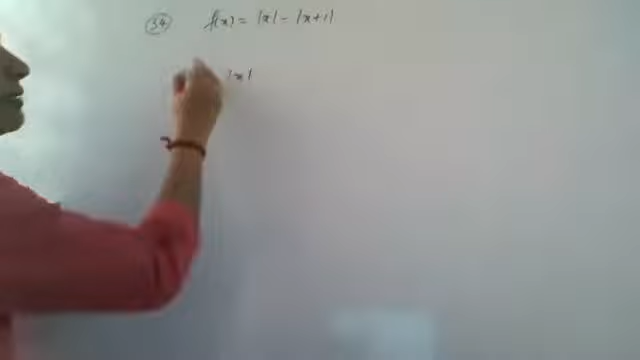 34 f(x) = |x| - |x+1|
|x|